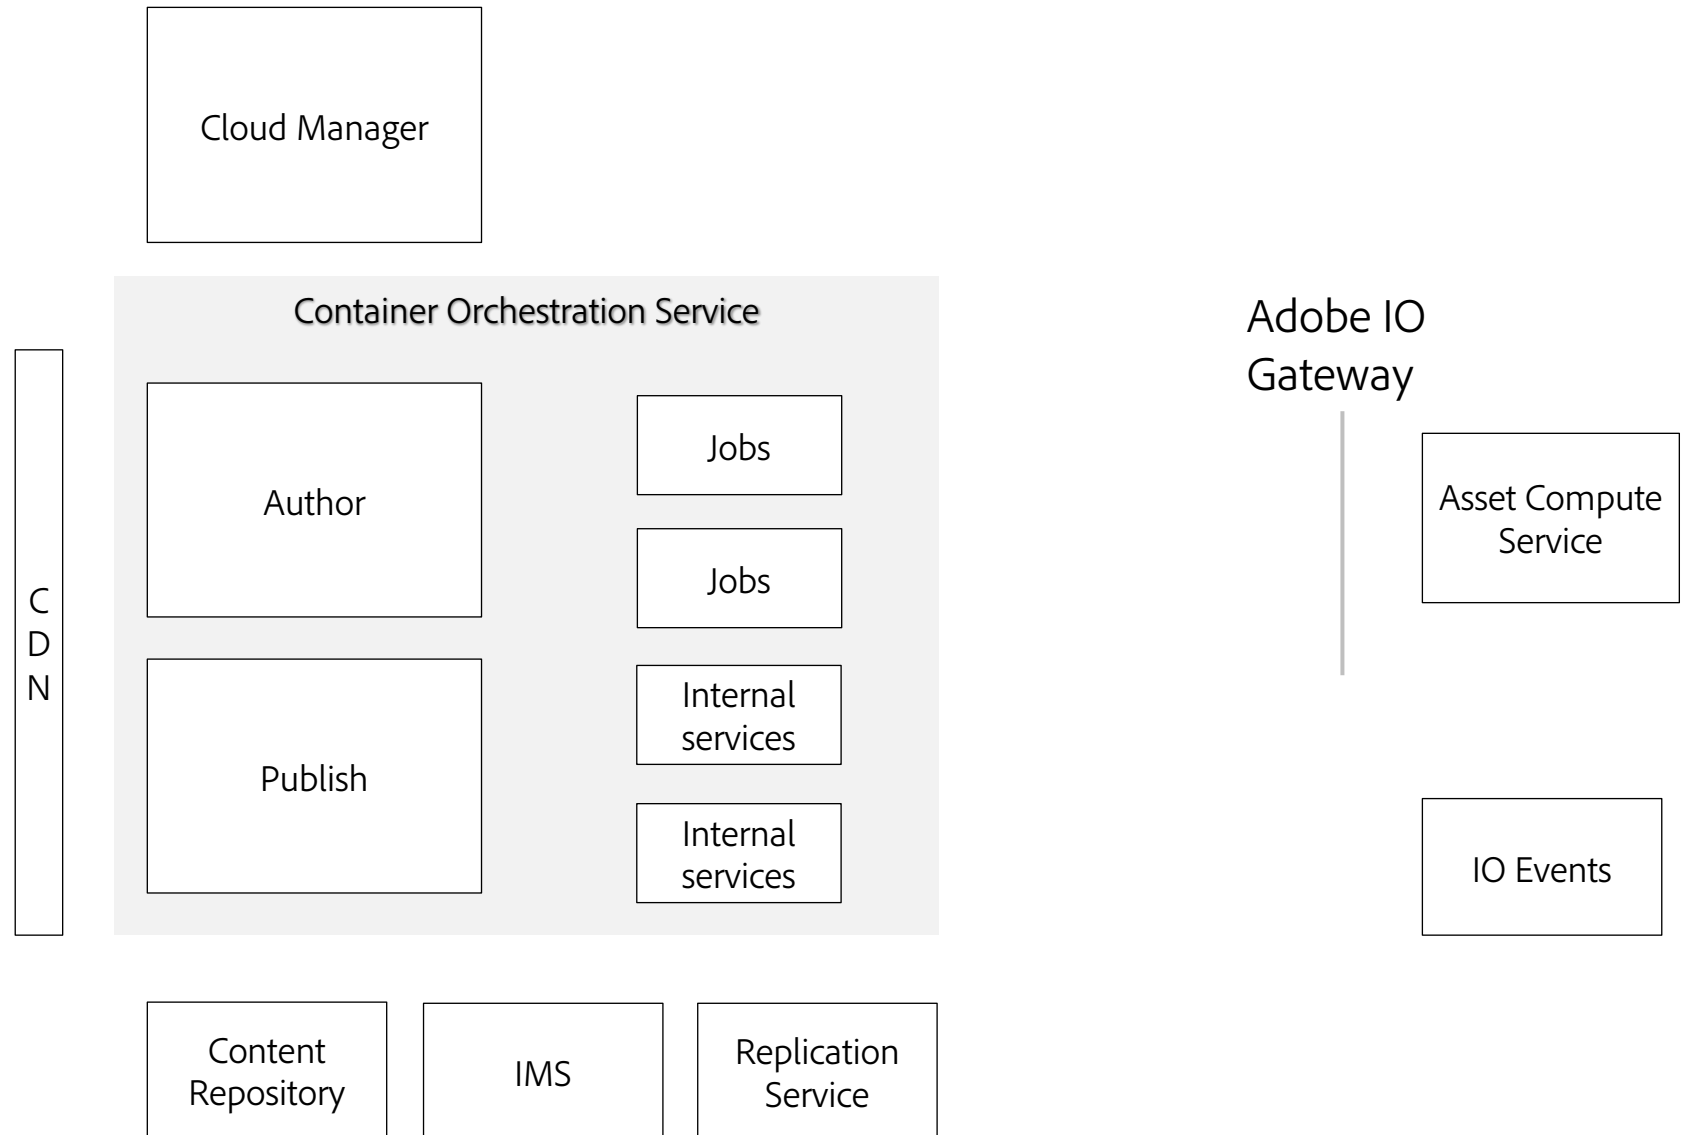 Cloud Manager
Container Orchestration Service
Adobe IO
Gateway
C
D
N
Author
Jobs
Jobs
Asset Compute
Service
Publish
Internal
services
Internal
services
IO Events
Content
Repository
IMS
Replication
Service